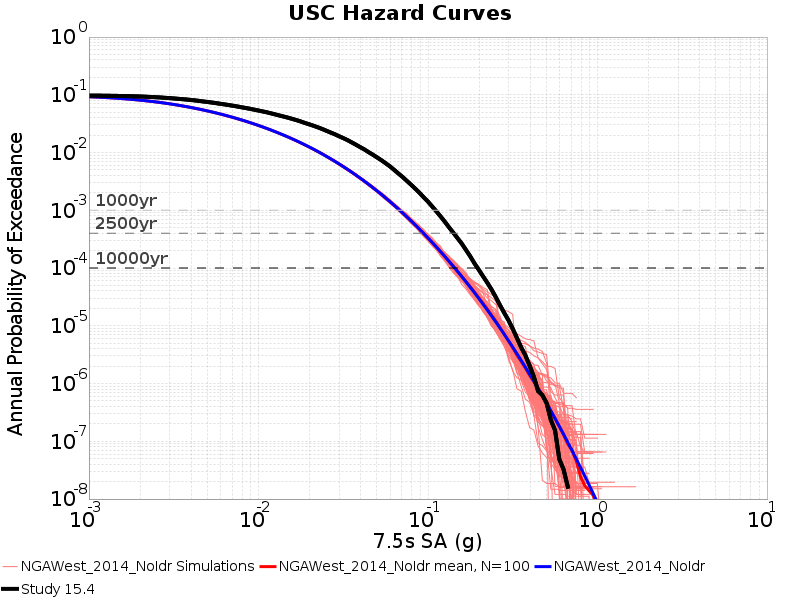 USC Hazard Curves
Annual Probability of Exceedance
10^0
10^-1
10^-2
10^-3
10^-4
10^-5
10^-6
10^-7
10^-8
1000yr
2500yr
10000yr
10^-3 10^-2 10^-1 10^0 10^1
7.5s SA (g)
NGAWest_2014_NoIdr Simulations NGAWest_2014_NoIdr mean, N=100 NGAWest_2014_NoIdr
Study 15.4